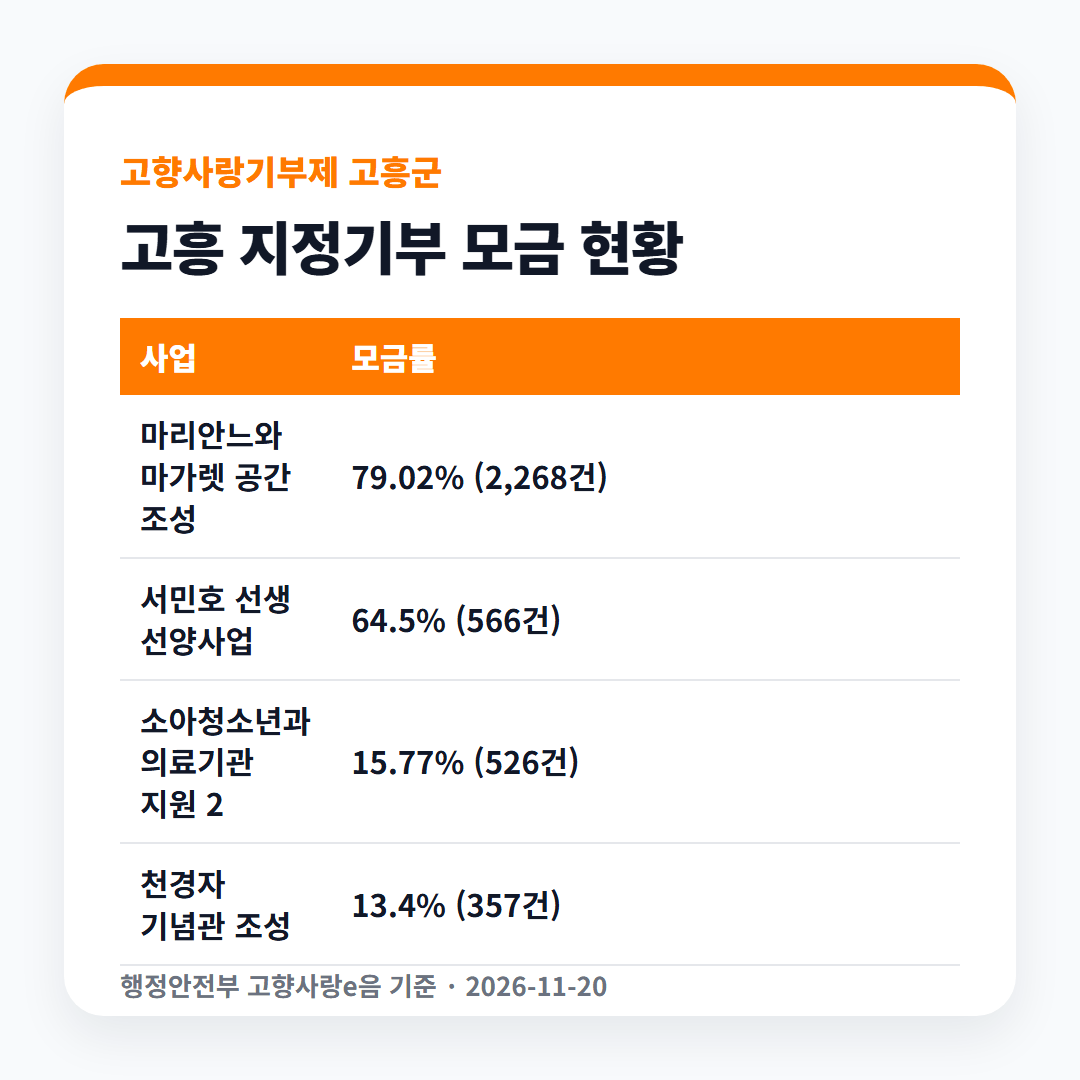 고향사랑기부제 고흥군
고흥 지정기부 모금 현황
사업 모금률
마리안느와
마가렛 공간
조성
79.02% (2,268건)
서민호 선생
선양사업
64.5% (566건)
소아청소년과
의료기관
지원 2
15.77% (526건)
천경자
기념관 조성
13.4% (357건)
행정안전부 고향사랑e음 기준 · 2026-11-20